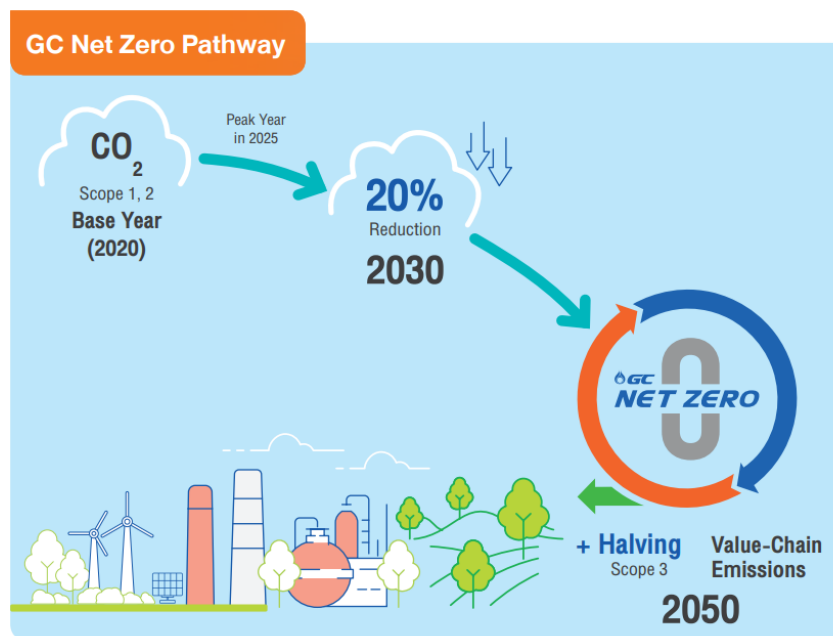 GC Net Zero Pathway
CO2
Scope 1, 2
Base Year
(2020)
Peak Year
in 2025
20%
Reduction
2030
GC
NET ZERO
0
+ Halving
Scope 3
Value-Chain
Emissions
2050